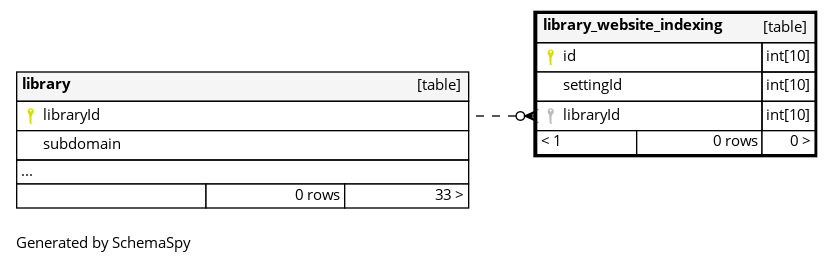 library_website_indexing [table]
id int[10]
settingId int[10]
libraryId int[10]
< 1 0 rows 0 >
library [table]
libraryId
subdomain
...
0 rows 33 >
Generated by SchemaSpy